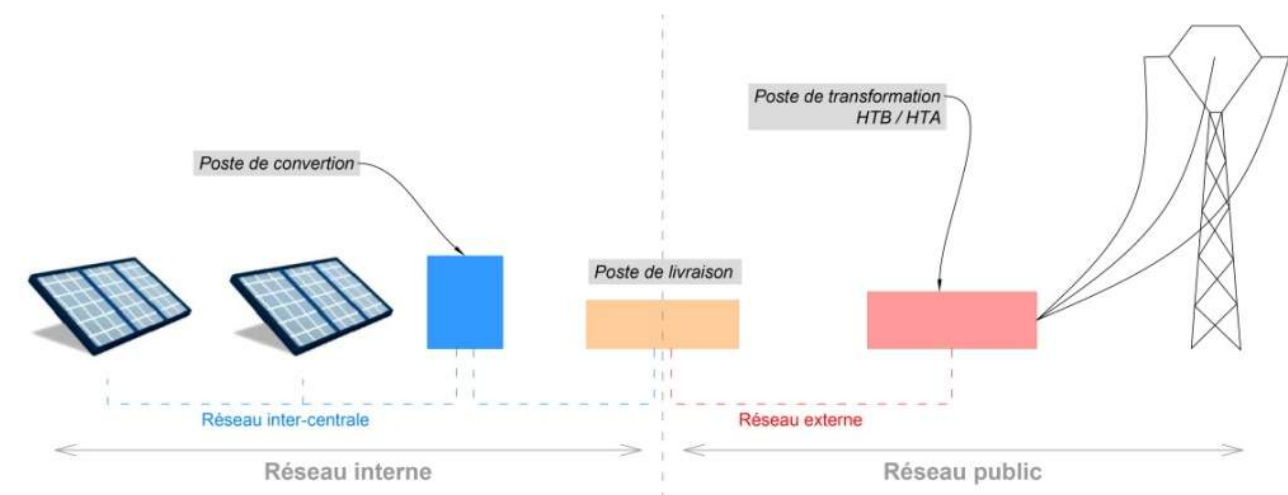 Poste de transformation
HTB / HTA
Poste de convertion
Poste de livraison
Réseau inter-centrale
Réseau externe
Réseau interne
Réseau public